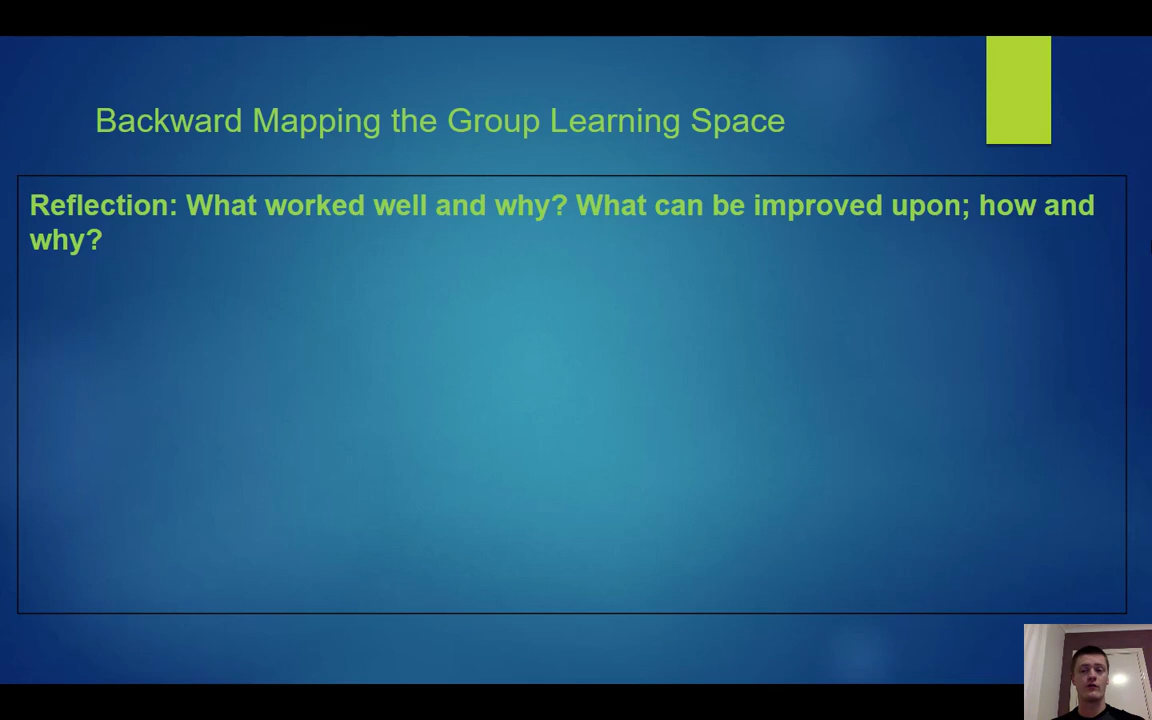 Backward Mapping the Group Learning Space
Reflection: What worked well and why? What can be improved upon; how and
why?